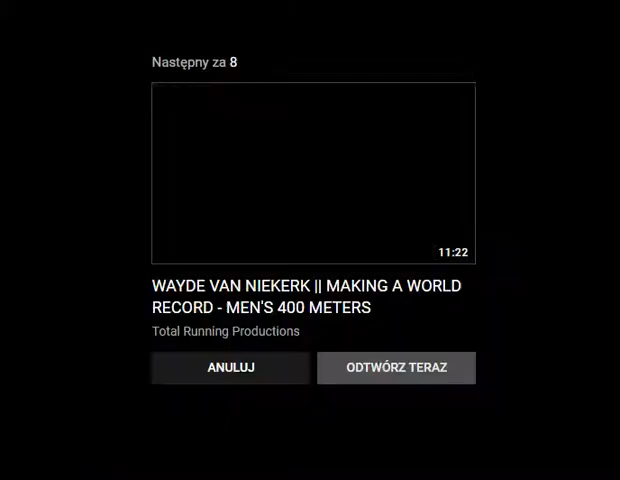 Następny za 8
11:22
WAYDE VAN NIEKERK || MAKING A WORLD
RECORD - MEN'S 400 METERS
Total Running Productions
ANULUJ
ODTWÓRZ TERAZ